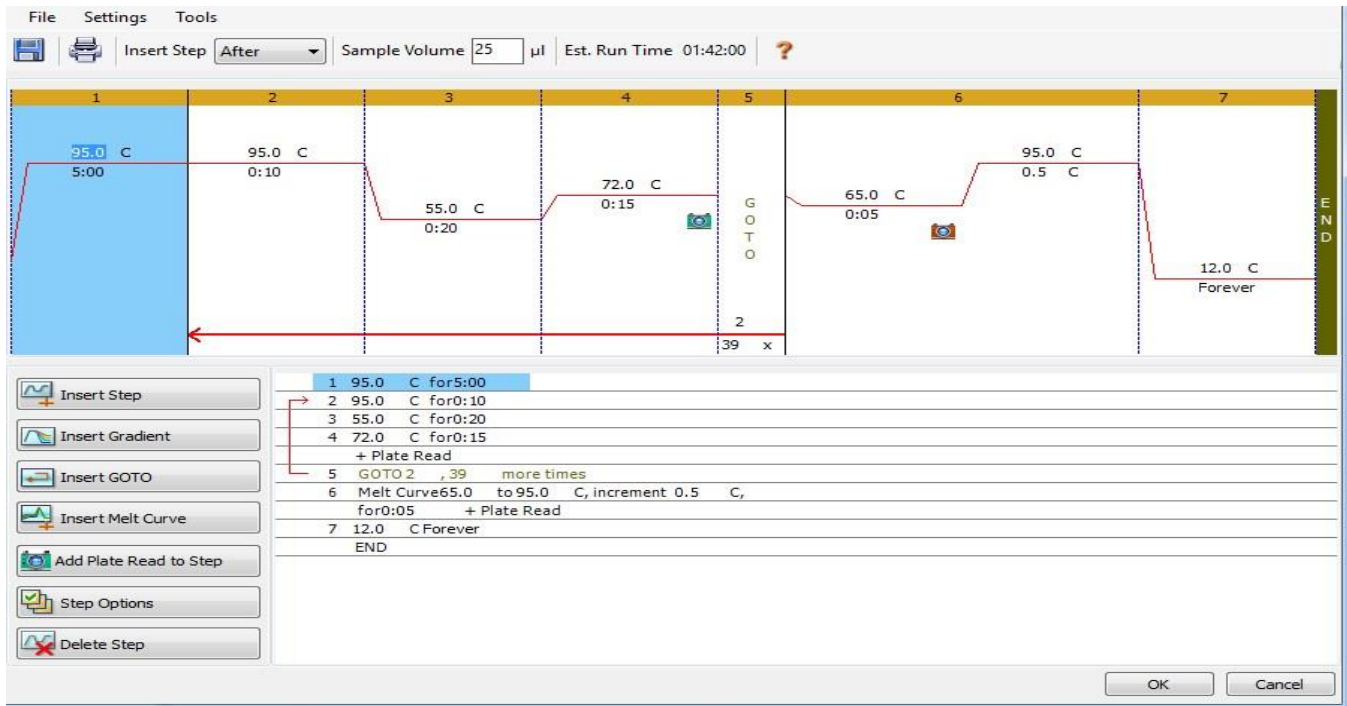 File Settings Tools
Insert Step After Sample Volume 25 µl Est. Run Time 01:42:00 ?
1 2 3 4 5 6 7
95.0 C
5:00
95.0 C
0:10
55.0 C
0:20
72.0 C
0:15
GOTO
2
39 x
65.0 C
0:05
95.0 C
0.5 C
12.0 C
Forever
END
Insert Step
Insert Gradient
Insert GOTO
Insert Melt Curve
Add Plate Read to Step
Step Options
Delete Step
1 95.0 C for5:00
2 95.0 C for0:10
3 55.0 C for0:20
4 72.0 C for0:15
+ Plate Read
5 GOTO 2 , 39 more times
6 Melt Curve65.0 to 95.0 C, increment 0.5 C,
for0:05 + Plate Read
7 12.0 C Forever
END
OK Cancel